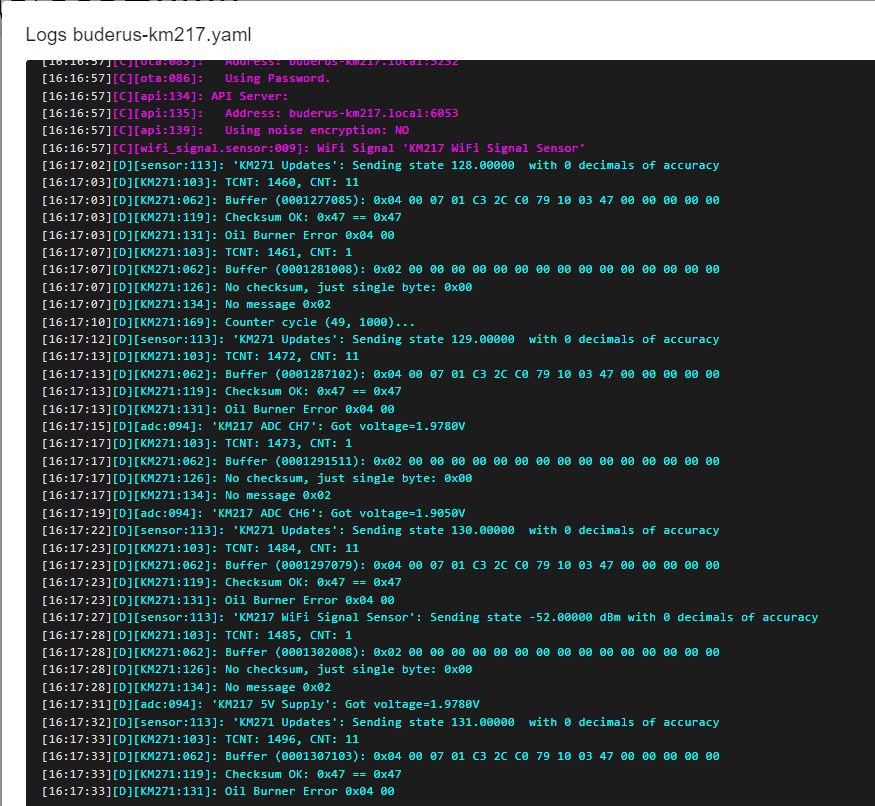 Logs buderus-km217.yaml
[16:16:57][C][ota:085]:   Address: buderus-km217.local:3232
[16:16:57][C][ota:086]:   Using Password.
[16:16:57][C][api:134]: API Server:
[16:16:57][C][api:135]:   Address: buderus-km217.local:6053
[16:16:57][C][api:139]:   Using noise encryption: NO
[16:16:57][C][wifi_signal.sensor:009]: WiFi Signal 'KM217 WiFi Signal Sensor'
[16:17:02][D][sensor:113]: 'KM271 Updates': Sending state 128.00000  with 0 decimals of accuracy
[16:17:03][D][KM271:103]: TCNT: 1460, CNT: 11
[16:17:03][D][KM271:062]: Buffer (0001277085): 0x04 00 07 01 C3 2C C0 79 10 03 47 00 00 00 00 00
[16:17:03][D][KM271:119]: Checksum OK: 0x47 == 0x47
[16:17:03][D][KM271:131]: Oil Burner Error 0x04 00
[16:17:07][D][KM271:103]: TCNT: 1461, CNT: 1
[16:17:07][D][KM271:062]: Buffer (0001281008): 0x02 00 00 00 00 00 00 00 00 00 00 00 00 00 00 00
[16:17:07][D][KM271:126]: No checksum, just single byte: 0x00
[16:17:07][D][KM271:134]: No message 0x02
[16:17:10][D][KM271:169]: Counter cycle (49, 1000)...
[16:17:12][D][sensor:113]: 'KM271 Updates': Sending state 129.00000  with 0 decimals of accuracy
[16:17:13][D][KM271:103]: TCNT: 1472, CNT: 11
[16:17:13][D][KM271:062]: Buffer (0001287102): 0x04 00 07 01 C3 2C C0 79 10 03 47 00 00 00 00 00
[16:17:13][D][KM271:119]: Checksum OK: 0x47 == 0x47
[16:17:13][D][KM271:131]: Oil Burner Error 0x04 00
[16:17:15][D][adc:094]: 'KM217 ADC CH7': Got voltage=1.9780V
[16:17:17][D][KM271:103]: TCNT: 1473, CNT: 1
[16:17:17][D][KM271:062]: Buffer (0001291511): 0x02 00 00 00 00 00 00 00 00 00 00 00 00 00 00 00
[16:17:17][D][KM271:126]: No checksum, just single byte: 0x00
[16:17:17][D][KM271:134]: No message 0x02
[16:17:19][D][adc:094]: 'KM217 ADC CH6': Got voltage=1.9050V
[16:17:22][D][sensor:113]: 'KM271 Updates': Sending state 130.00000  with 0 decimals of accuracy
[16:17:23][D][KM271:103]: TCNT: 1484, CNT: 11
[16:17:23][D][KM271:062]: Buffer (0001297079): 0x04 00 07 01 C3 2C C0 79 10 03 47 00 00 00 00 00
[16:17:23][D][KM271:119]: Checksum OK: 0x47 == 0x47
[16:17:23][D][KM271:131]: Oil Burner Error 0x04 00
[16:17:27][D][sensor:113]: 'KM217 WiFi Signal Sensor': Sending state -52.00000 dBm with 0 decimals of accuracy
[16:17:28][D][KM271:103]: TCNT: 1485, CNT: 1
[16:17:28][D][KM271:062]: Buffer (0001302008): 0x02 00 00 00 00 00 00 00 00 00 00 00 00 00 00 00
[16:17:28][D][KM271:126]: No checksum, just single byte: 0x00
[16:17:28][D][KM271:134]: No message 0x02
[16:17:31][D][adc:094]: 'KM217 5V Supply': Got voltage=1.9780V
[16:17:32][D][sensor:113]: 'KM271 Updates': Sending state 131.00000  with 0 decimals of accuracy
[16:17:33][D][KM271:103]: TCNT: 1496, CNT: 11
[16:17:33][D][KM271:062]: Buffer (0001307103): 0x04 00 07 01 C3 2C C0 79 10 03 47 00 00 00 00 00
[16:17:33][D][KM271:119]: Checksum OK: 0x47 == 0x47
[16:17:33][D][KM271:131]: Oil Burner Error 0x04 00